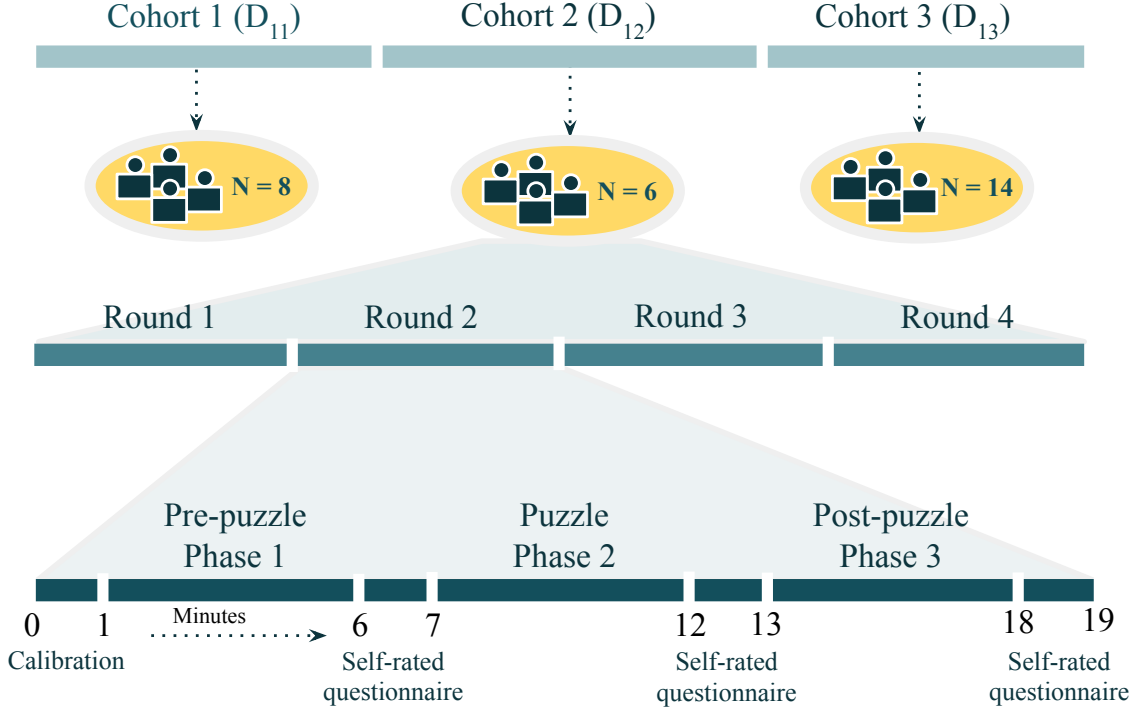 Cohort 1 (D₁₁) Cohort 2 (D₁₂) Cohort 3 (D₁₃)
N = 8 N = 6 N = 14
Round 1 Round 2 Round 3 Round 4
Pre-puzzle Puzzle Post-puzzle
Phase 1 Phase 2 Phase 3
0 1 Minutes 6 7 12 13 18 19
Calibration Self-rated Self-rated Self-rated
questionnaire questionnaire questionnaire